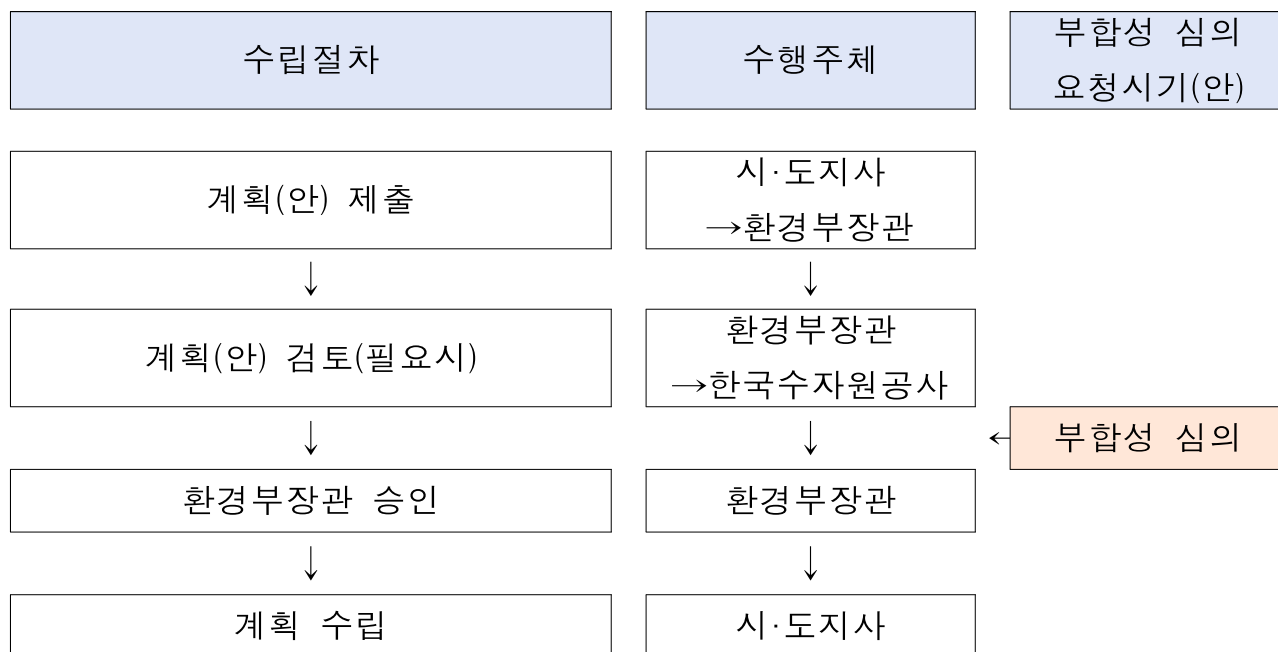 수립절차
수행주체
부합성 심의
요청시기(안)
계획(안) 제출
시·도지사
→환경부장관
↓ ↓
계획(안) 검토(필요시)
환경부장관
→한국수자원공사
↓ ↓ ← 부합성 심의
환경부장관 승인
환경부장관
↓ ↓
계획 수립
시·도지사